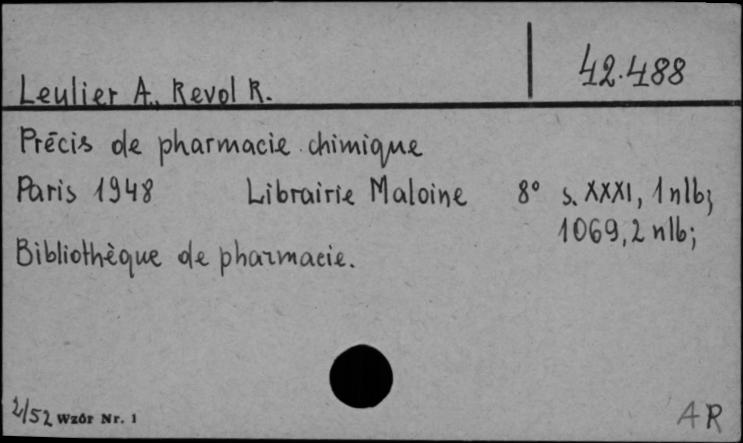 Leulier A., Revol R. 42.488
Précis de pharmacie chimique
Paris 1948 Librairie Maloine 8° s. XXXI, 1 nlb;
1069, 2 nlb;
Bibliothèque de pharmacie.
2/52 Wzór Nr. 1 AR